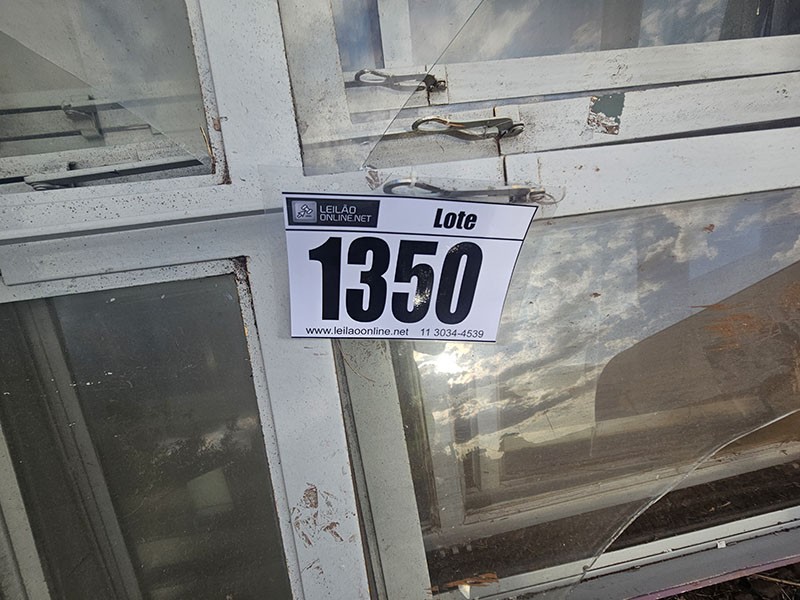 LEILÃO
ONLINE.NET
Lote
1350
www.leilaoonline.net 11 3034-4539